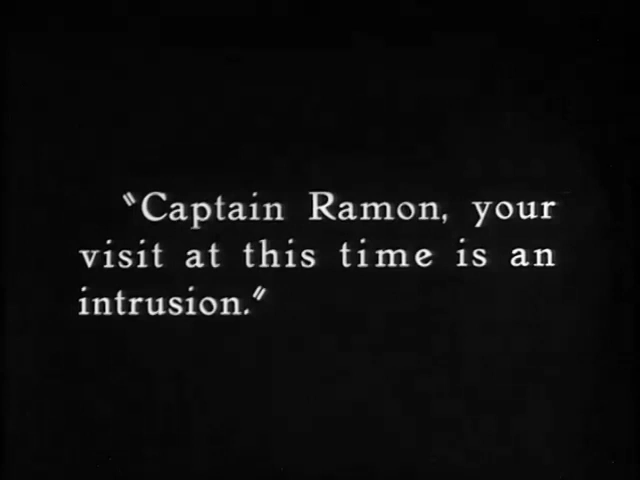 "Captain Ramon, your
visit at this time is an
intrusion."